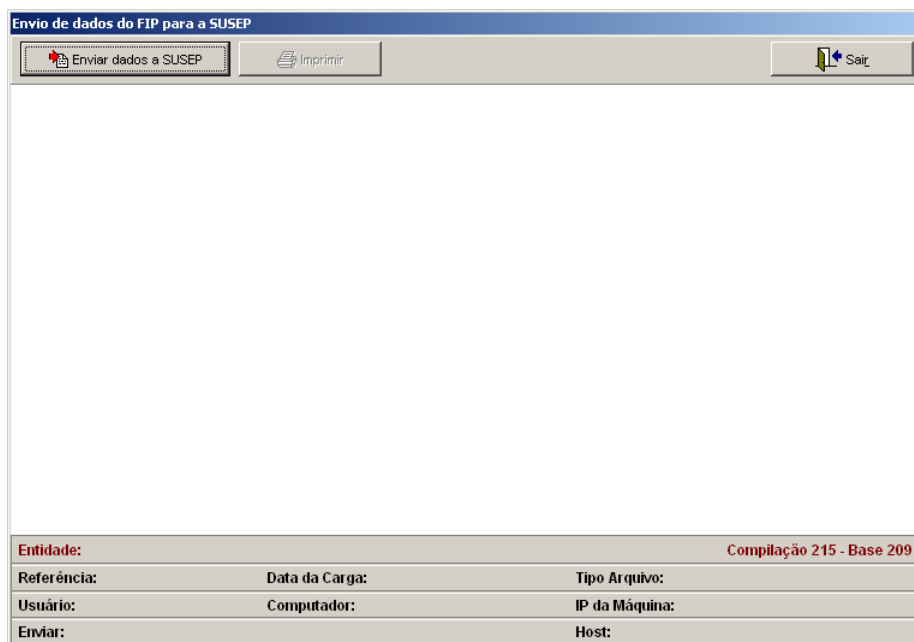 Envio de dados do FIP para a SUSEP
Enviar dados a SUSEP Imprimir Sair
Entidade: Compilação 215 - Base 209
Referência: Data da Carga: Tipo Arquivo:
Usuário: Computador: IP da Máquina:
Enviar: Host: